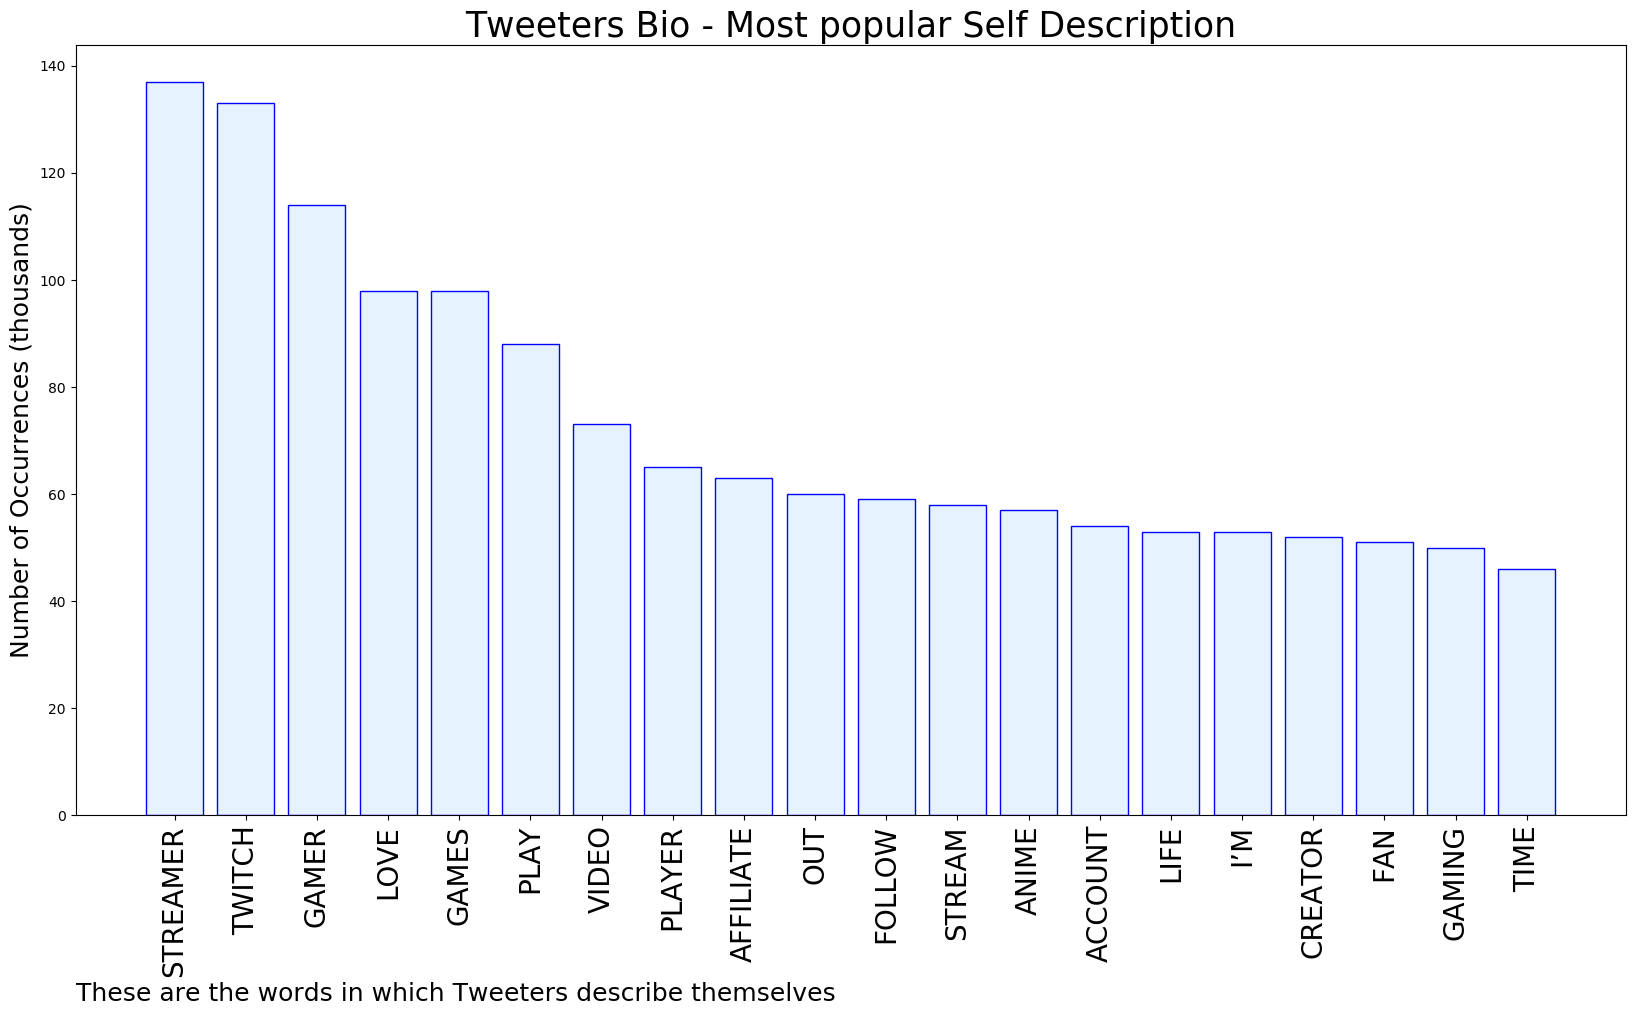 Tweeters Bio - Most popular Self Description
Number of Occurrences (thousands)
140
120
100
80
60
40
20
0
STREAMER
TWITCH
GAMER
LOVE
GAMES
PLAY
VIDEO
PLAYER
AFFILIATE
OUT
FOLLOW
STREAM
ANIME
ACCOUNT
LIFE
I’M
CREATOR
FAN
GAMING
TIME
These are the words in which Tweeters describe themselves